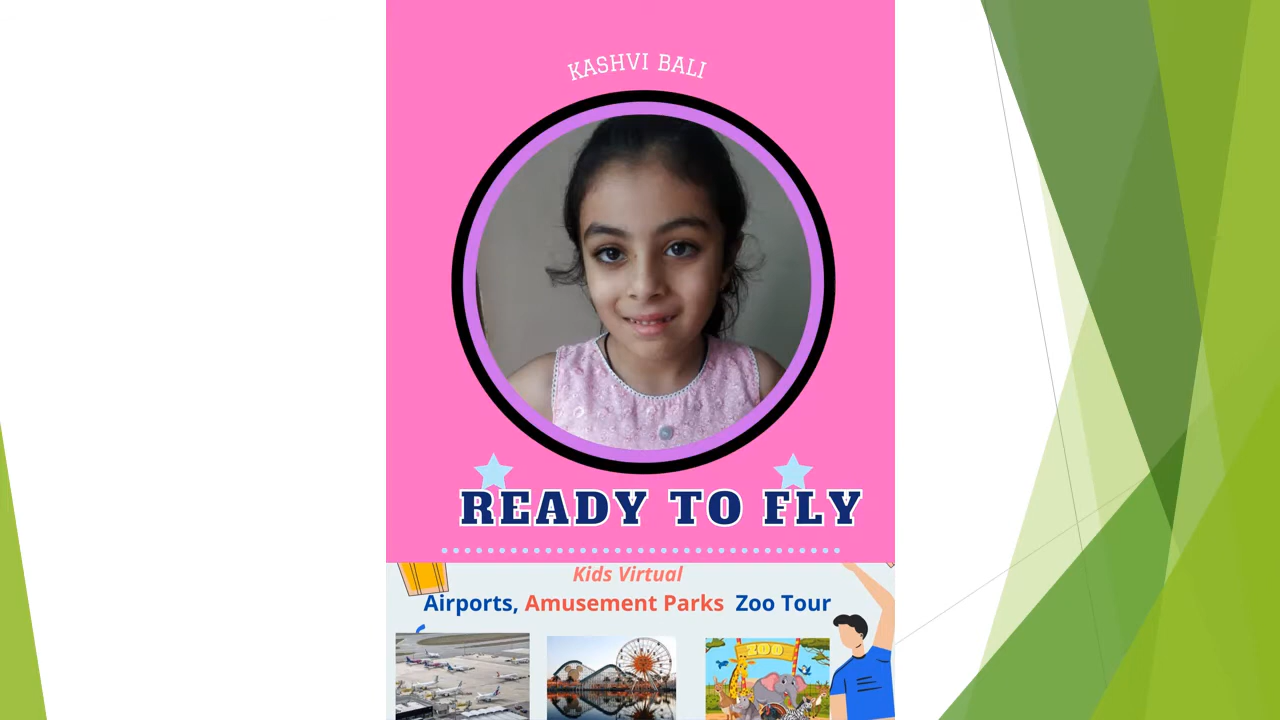 KASHVI BALI
READY TO FLY
Kids Virtual
Airports, Amusement Parks Zoo Tour
ZOO